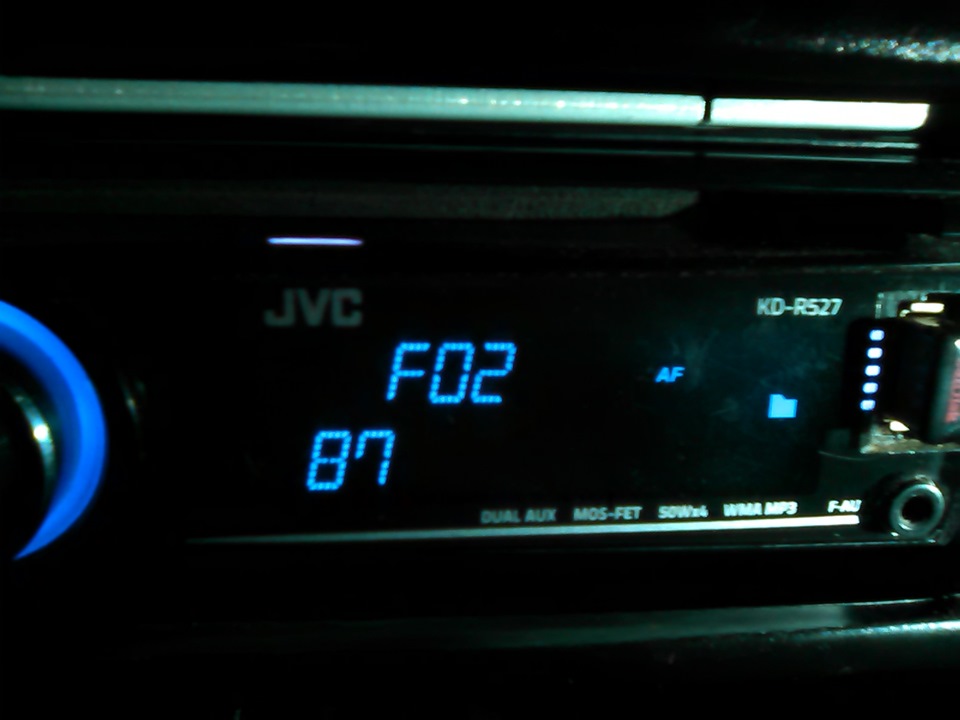 JVC
KD-R527
F02
AF
87
DUAL AUX MOS-FET 50Wx4 WMA MP3 F-AU